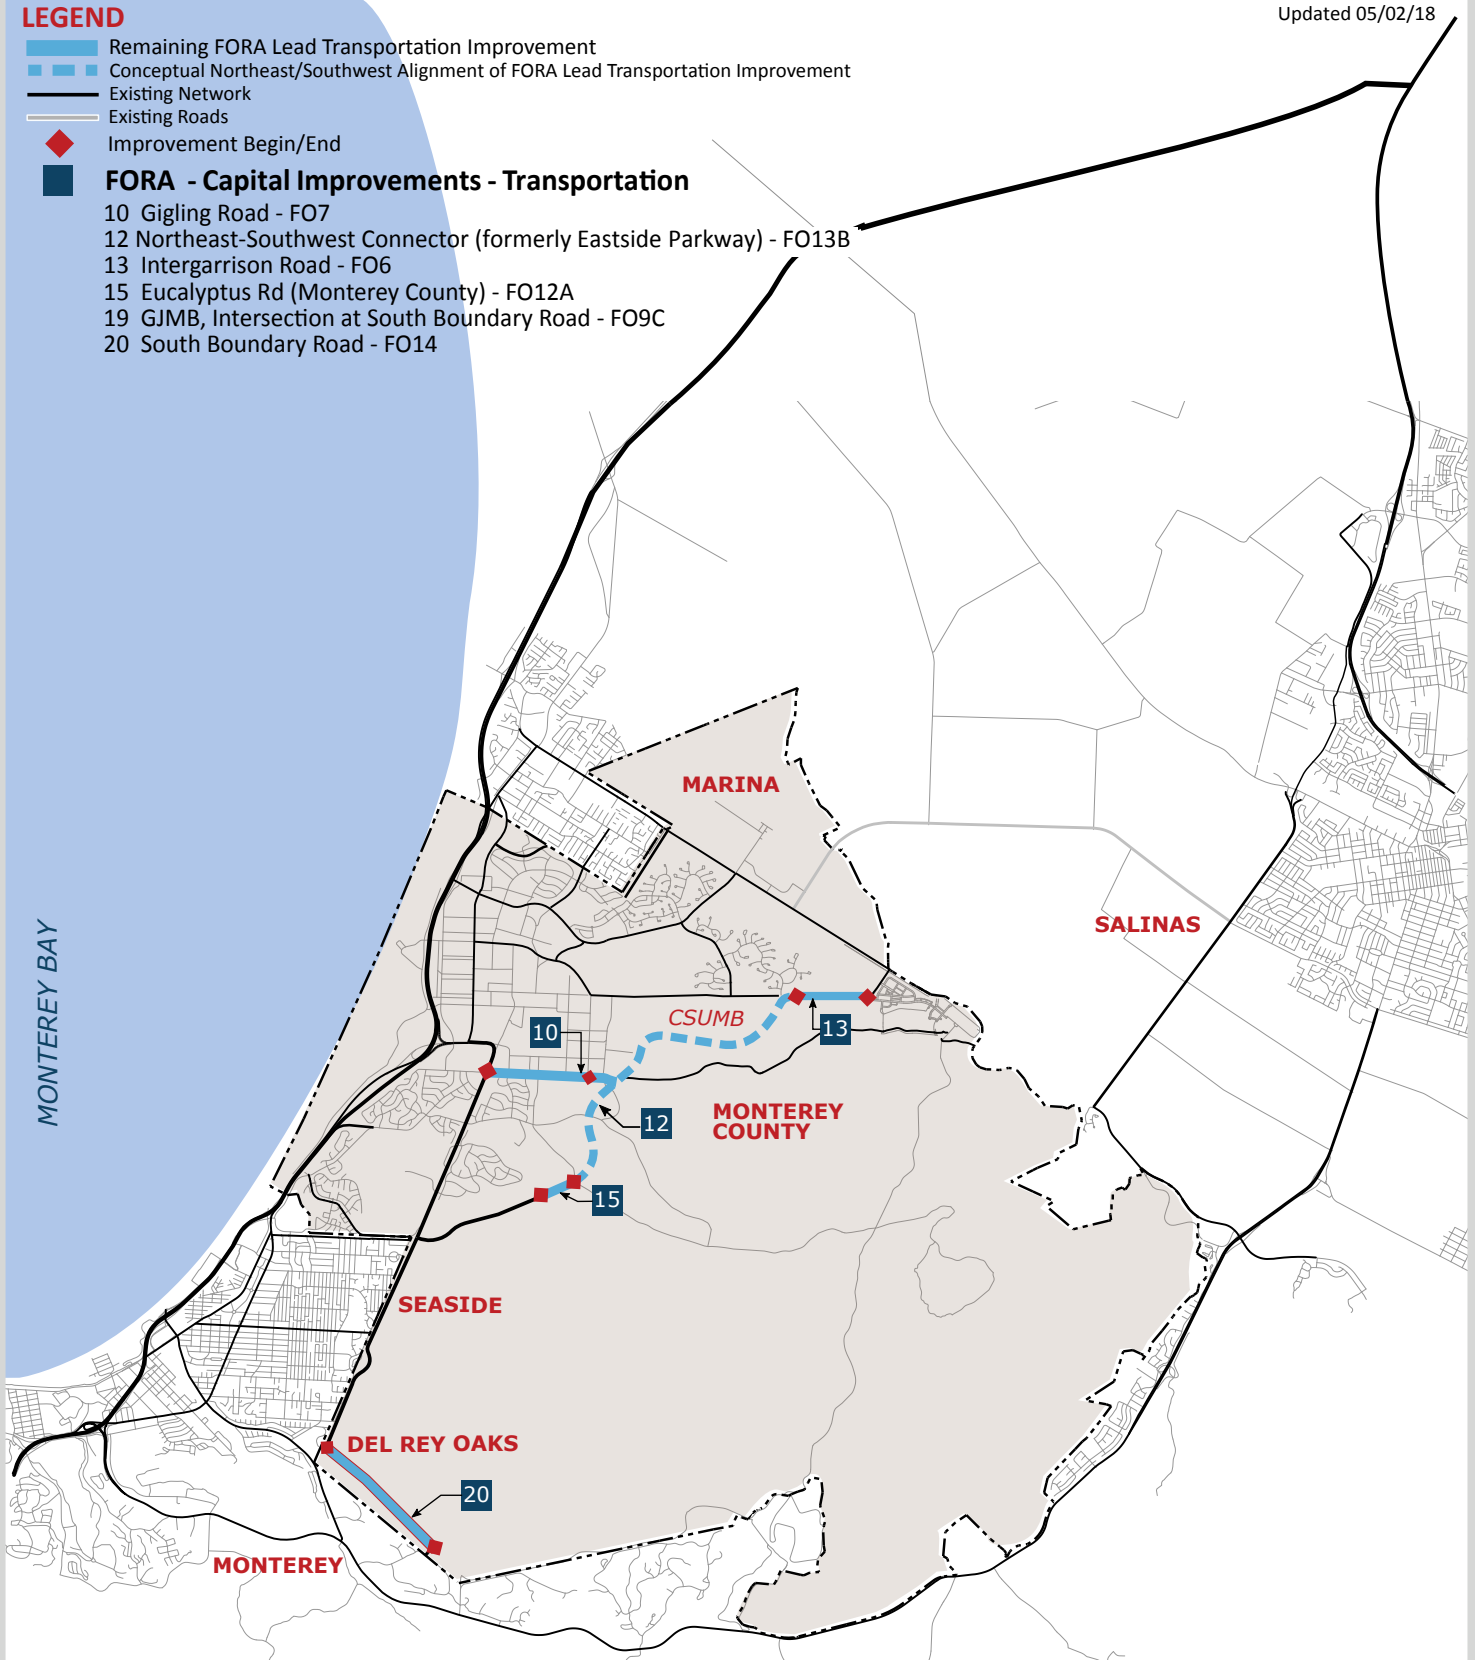 LEGEND
Updated 05/02/18
Remaining FORA Lead Transportation Improvement
Conceptual Northeast/Southwest Alignment of FORA Lead Transportation Improvement
Existing Network
Existing Roads
Improvement Begin/End
FORA - Capital Improvements - Transportation
10 Gigling Road - FO7
12 Northeast-Southwest Connector (formerly Eastside Parkway) - FO13B
13 Intergarrison Road - FO6
15 Eucalyptus Rd (Monterey County) - FO12A
19 GJMB, Intersection at South Boundary Road - FO9C
20 South Boundary Road - FO14
MARINA
SALINAS
MONTEREY BAY
CSUMB
13
10
MONTEREY
COUNTY
12
15
SEASIDE
DEL REY OAKS
20
MONTEREY